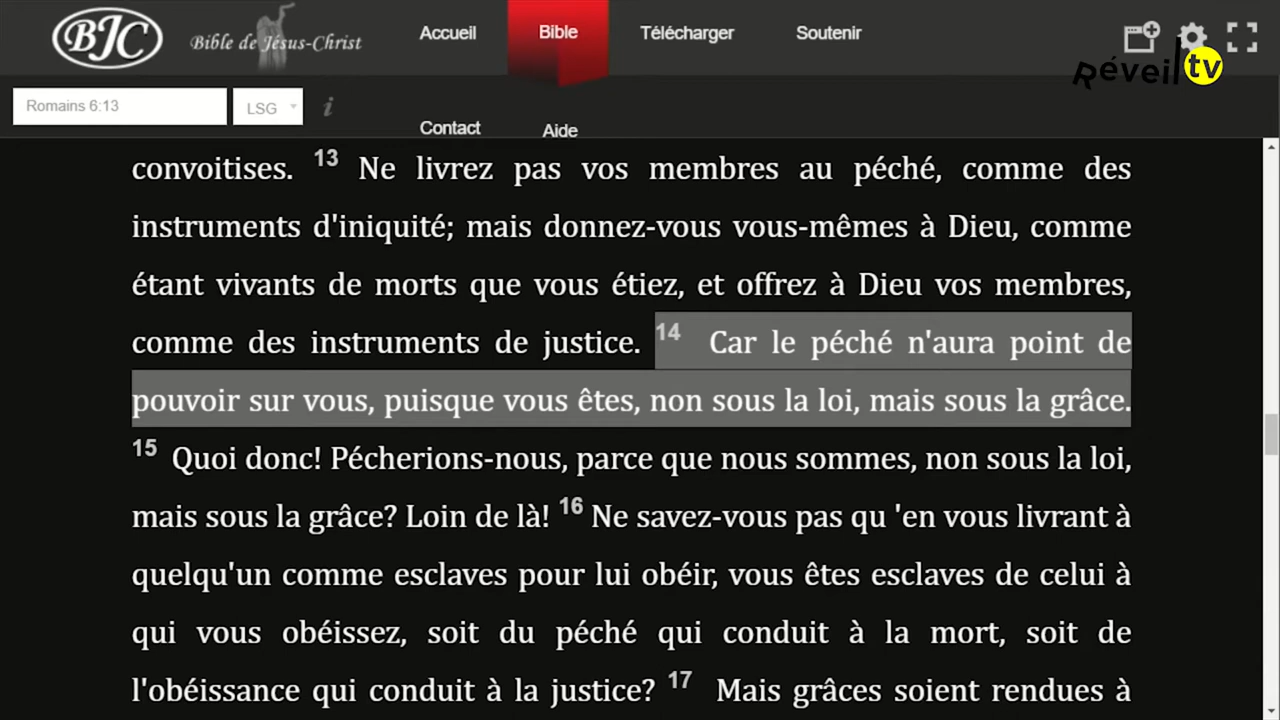 BJC
Bible de Jésus-Christ
Accueil
Bible
Télécharger
Soutenir
Réveil tv
Romains 6:13
LSG
i
Contact
Aide
convoitises. 13 Ne livrez pas vos membres au péché, comme des
instruments d'iniquité; mais donnez-vous vous-mêmes à Dieu, comme
étant vivants de morts que vous étiez, et offrez à Dieu vos membres,
comme des instruments de justice. 14 Car le péché n'aura point de
pouvoir sur vous, puisque vous êtes, non sous la loi, mais sous la grâce.
15 Quoi donc! Pécherions-nous, parce que nous sommes, non sous la loi,
mais sous la grâce? Loin de là! 16 Ne savez-vous pas qu 'en vous livrant à
quelqu'un comme esclaves pour lui obéir, vous êtes esclaves de celui à
qui vous obéissez, soit du péché qui conduit à la mort, soit de
l'obéissance qui conduit à la justice? 17 Mais grâces soient rendues à